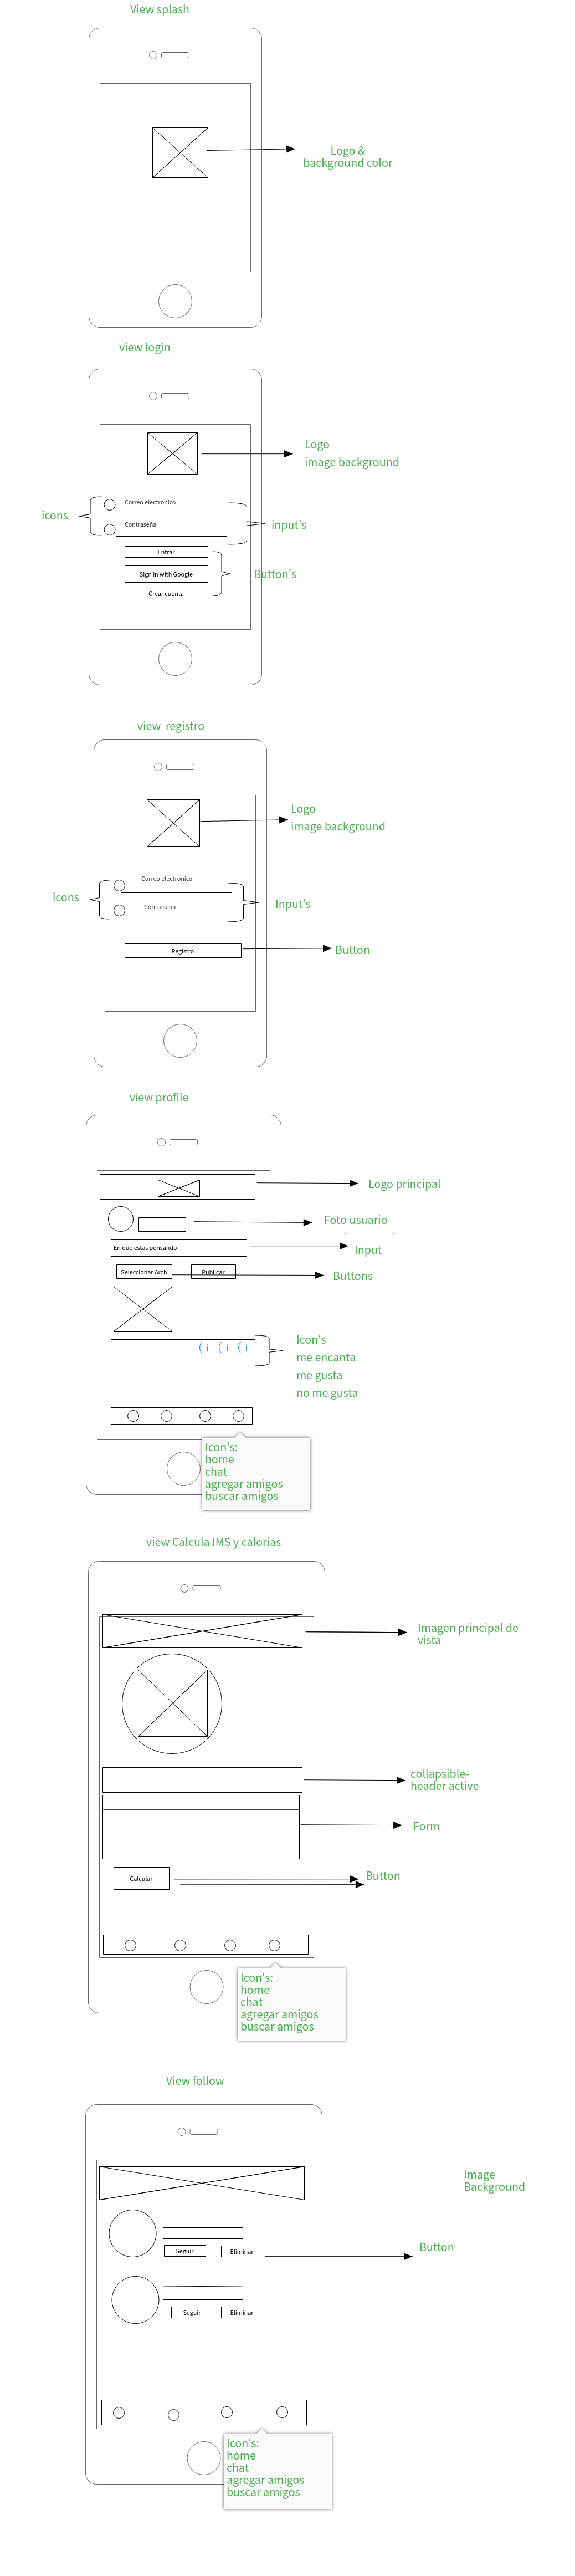 View splash
Logo &
background color
view login
Logo
image background
Correo electronico
icons
Contraseña
input's
Entrar
Sign in with Google
Button's
Crear cuenta
view  registro
Logo
image background
Correo electronico
icons
Contraseña
Input's
Registro
Button
view profile
Logo principal
Foto usuario
En que estas pensando
Input
Seleccionar Arch
Publicar
Buttons
(i (i (i
Icon's
me encanta
me gusta
no me gusta
Icon's:
home
chat
agregar amigos
buscar amigos
view Calcula IMS y calorias
Imagen principal de
vista
collapsible-
header active
Form
Calcular
Button
Icon's:
home
chat
agregar amigos
buscar amigos
View follow
Image
Background
Seguir
Eliminar
Button
Seguir
Eliminar
Icon's:
home
chat
agregar amigos
buscar amigos